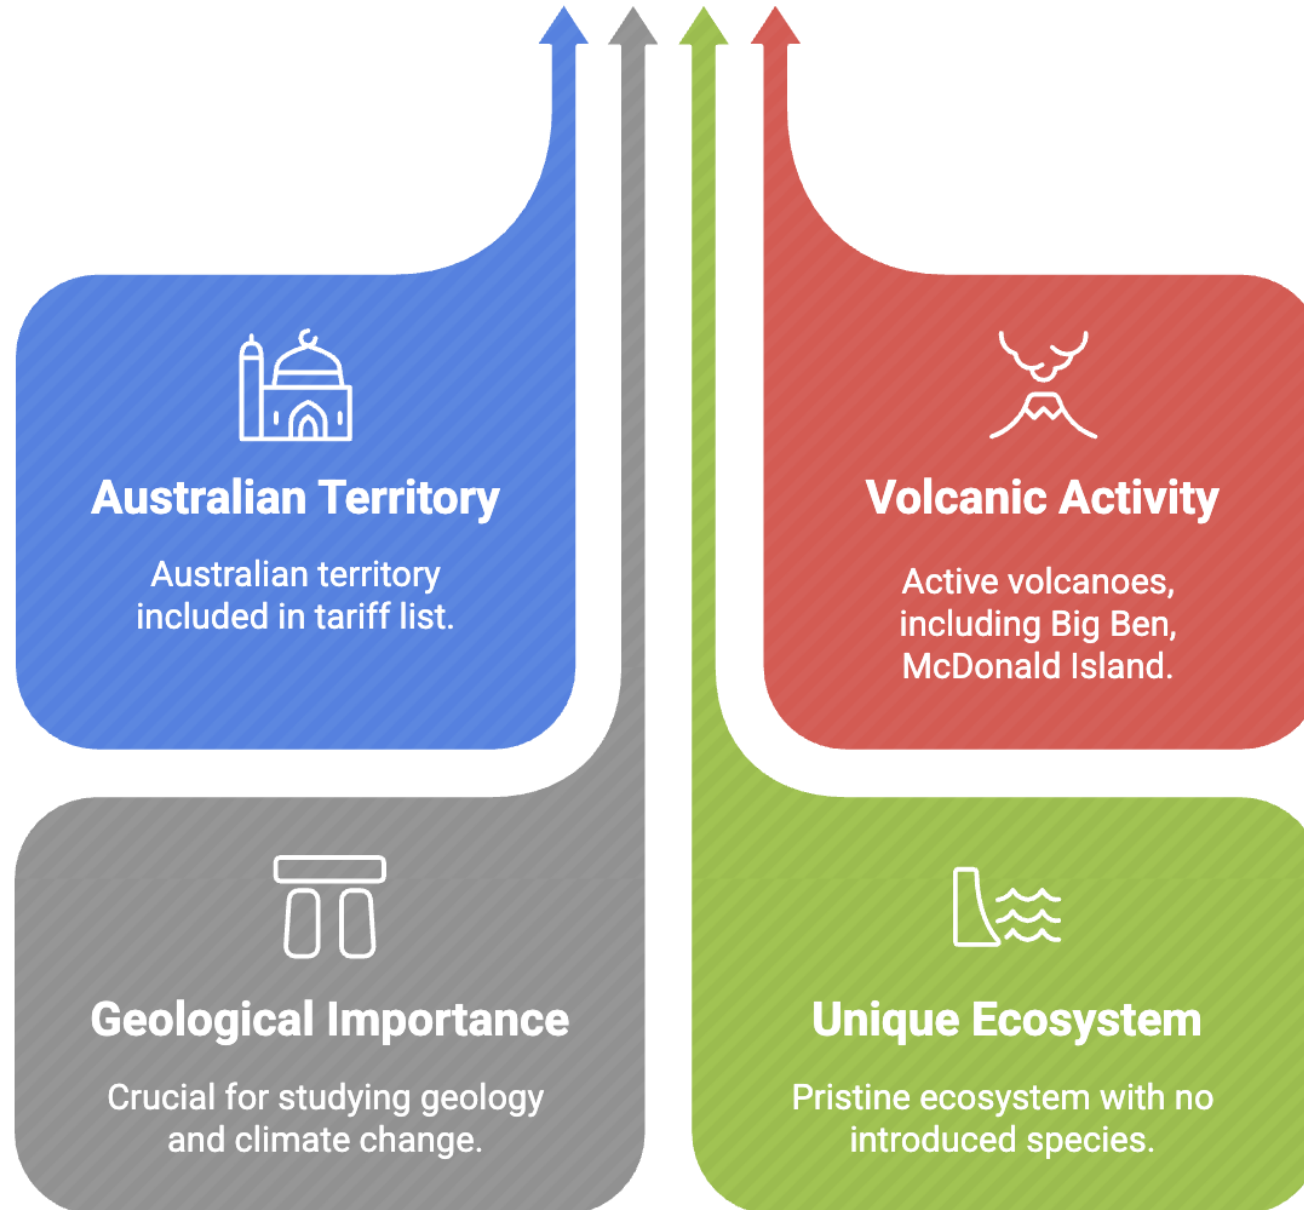 Australian Territory
Australian territory
included in tariff list.
Volcanic Activity
Active volcanoes,
including Big Ben,
McDonald Island.
Geological Importance
Crucial for studying geology
and climate change.
Unique Ecosystem
Pristine ecosystem with no
introduced species.